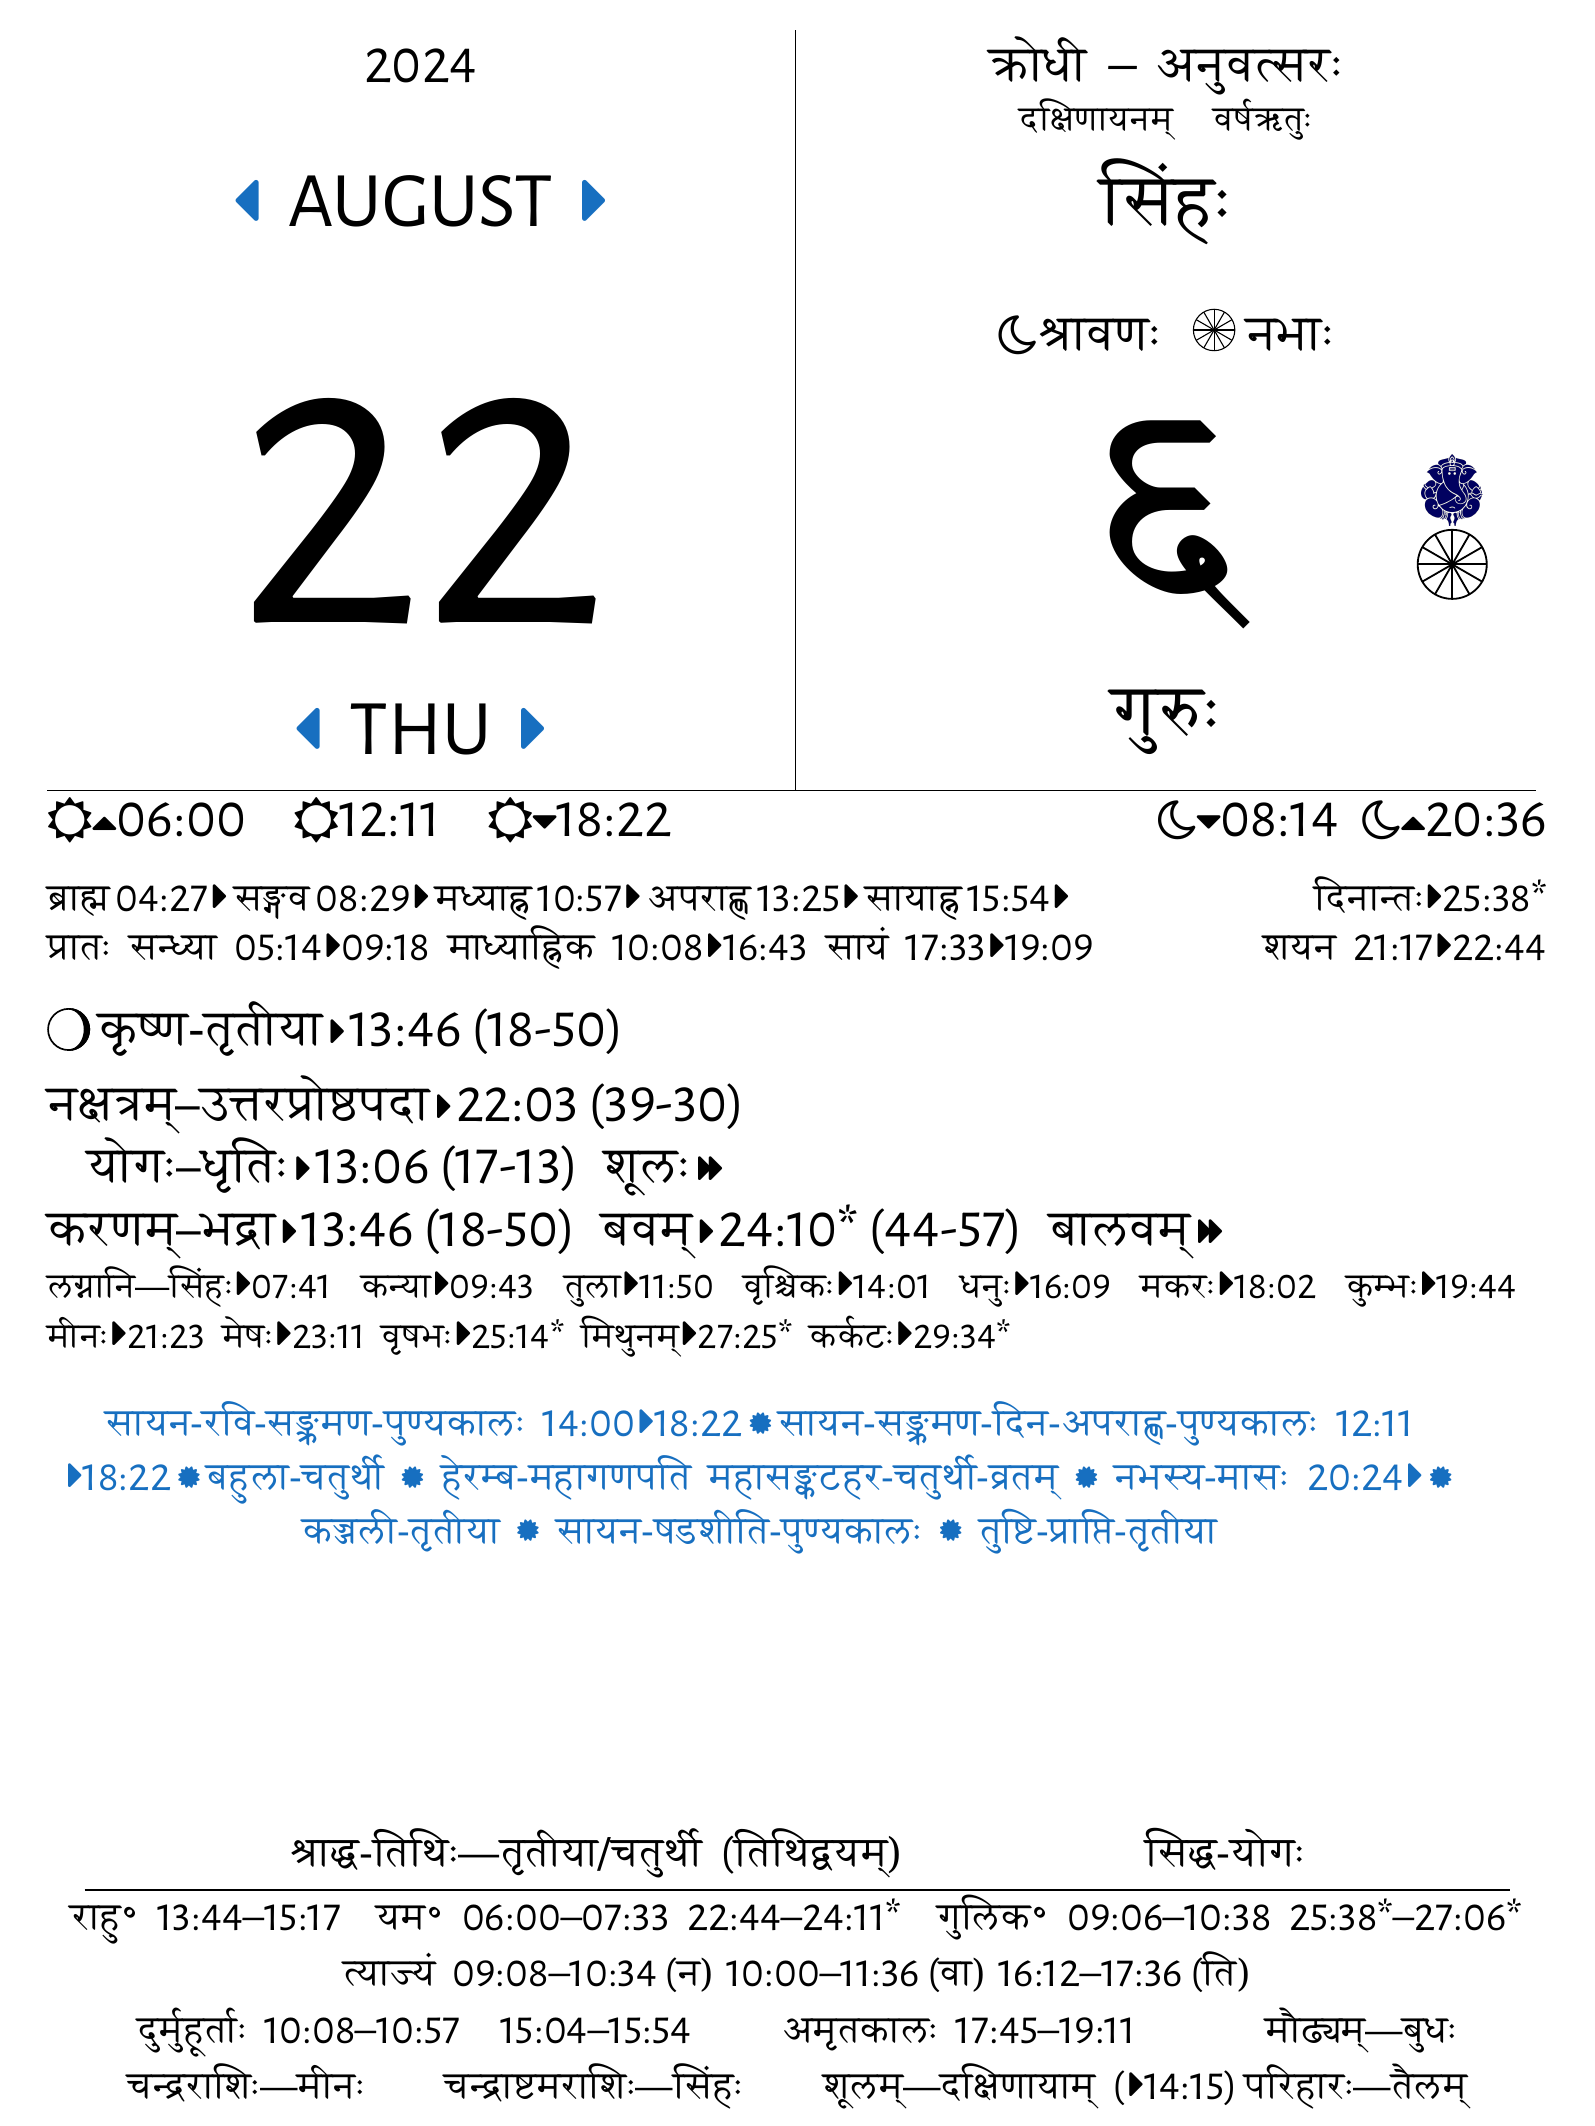 2024
AUGUST
22
THU
क्रोधी – अनुवत्सरः
दक्षिणायनम् वर्षऋतुः
सिंहः
श्रावणः नभाः
६
गुरुः
06:00 12:11 18:22 08:14 20:36
ब्राह्म 04:27 सङ्गव 08:29 मध्याह्न 10:57 अपराह्ण 13:25 सायाह्न 15:54 दिनान्तः 25:38*
प्रातः सन्ध्या 05:14 09:18 माध्याह्निक 10:08 16:43 सायं 17:33 19:09 शयन 21:17 22:44
कृष्ण-तृतीया 13:46 (18-50)
नक्षत्रम्–उत्तरप्रोष्ठपदा 22:03 (39-30)
योगः–धृतिः 13:06 (17-13) शूलः
करणम्–भद्रा 13:46 (18-50) बवम् 24:10* (44-57) बालवम्
लग्नानि—सिंहः 07:41 कन्या 09:43 तुला 11:50 वृश्चिकः 14:01 धनुः 16:09 मकरः 18:02 कुम्भः 19:44
मीनः 21:23 मेषः 23:11 वृषभः 25:14* मिथुनम् 27:25* कर्कटः 29:34*
सायन-रवि-सङ्क्रमण-पुण्यकालः 14:00 18:22 सायन-सङ्क्रमण-दिन-अपराह्ण-पुण्यकालः 12:11
18:22 बहुला-चतुर्थी हेरम्ब-महागणपति महासङ्कटहर-चतुर्थी-व्रतम् नभस्य-मासः 20:24
कज्जली-तृतीया सायन-षडशीति-पुण्यकालः तुष्टि-प्राप्ति-तृतीया
श्राद्ध-तिथिः—तृतीया/चतुर्थी (तिथिद्वयम्) सिद्ध-योगः
राहु॰ 13:44–15:17 यम॰ 06:00–07:33 22:44–24:11* गुलिक॰ 09:06–10:38 25:38*–27:06*
त्याज्यं 09:08–10:34 (न) 10:00–11:36 (वा) 16:12–17:36 (ति)
दुर्मुहूर्ताः 10:08–10:57 15:04–15:54 अमृतकालः 17:45–19:11 मौढ्यम्—बुधः
चन्द्रराशिः—मीनः चन्द्राष्टमराशिः—सिंहः शूलम्—दक्षिणायाम् (14:15) परिहारः—तैलम्